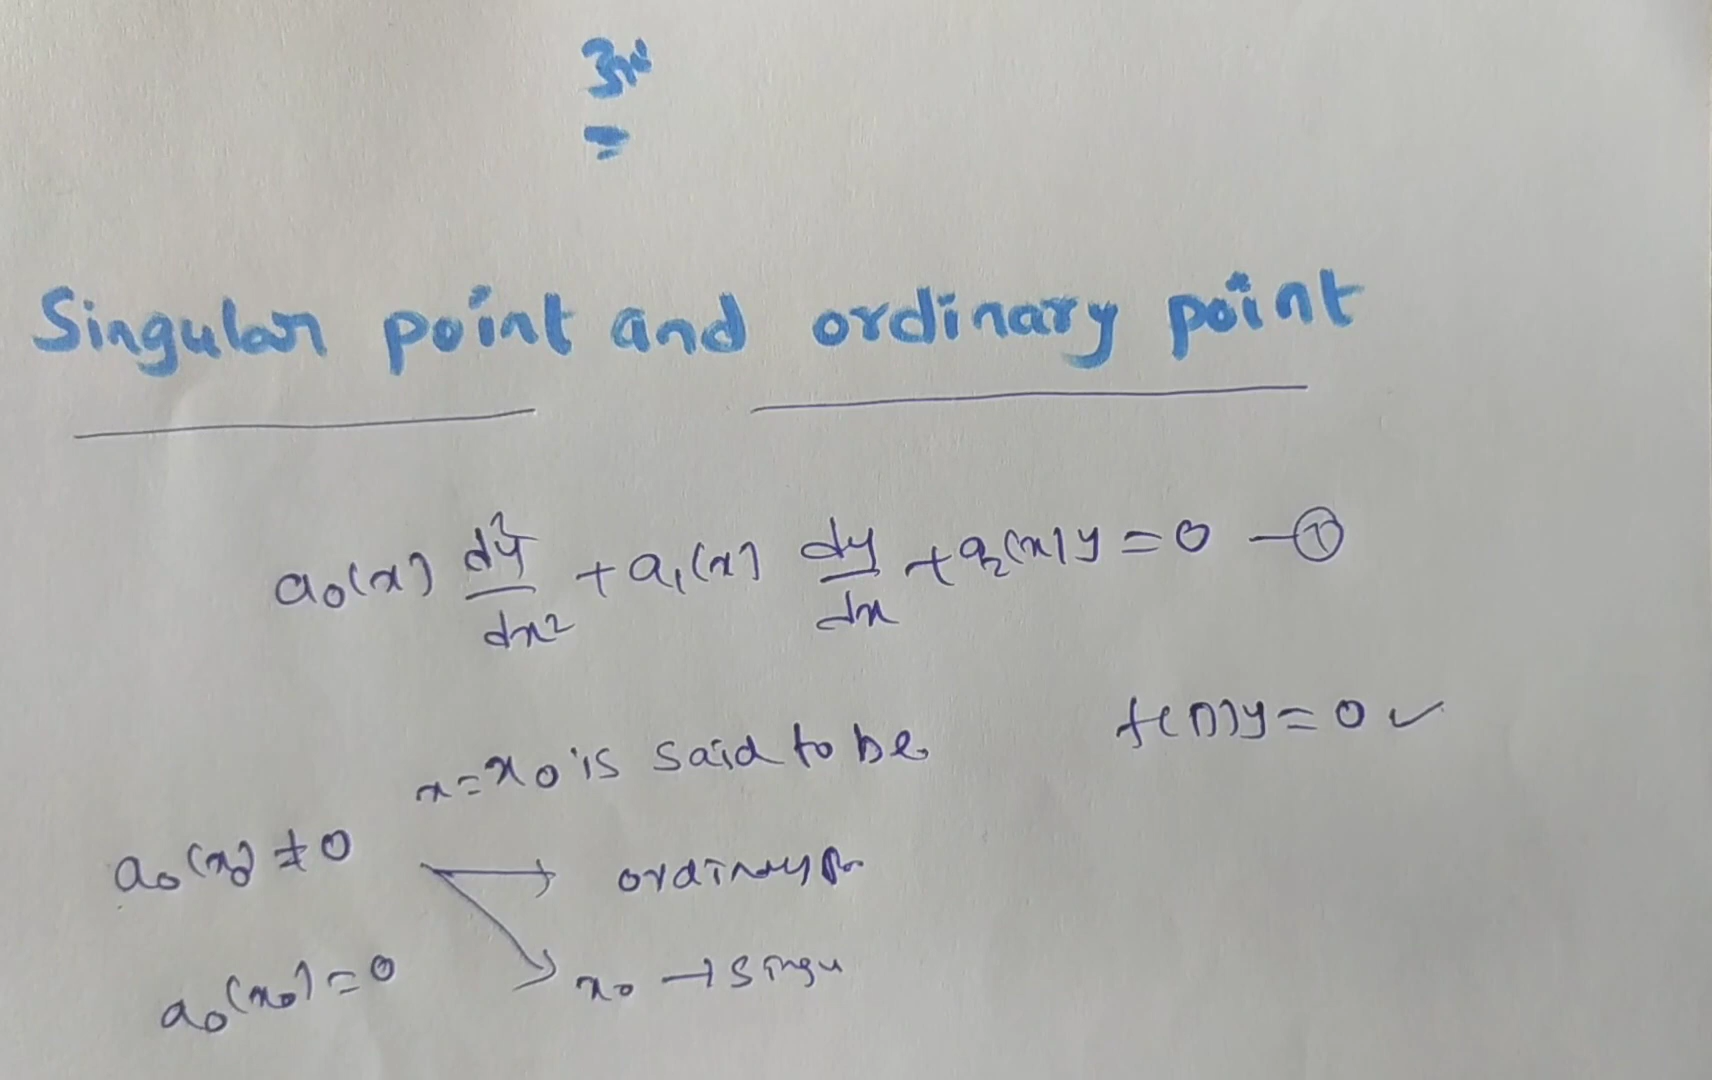 Singular point and ordinary point
a₀(x) d²y/dx² + a₁(x) dy/dx + a₂(x)y = 0 —①
x = x₀ is said to be
f(D)y = 0 ✓
a₀(x₀) ≠ 0 → ordinary
a₀(x₀) = 0 ↘ x₀ → singu